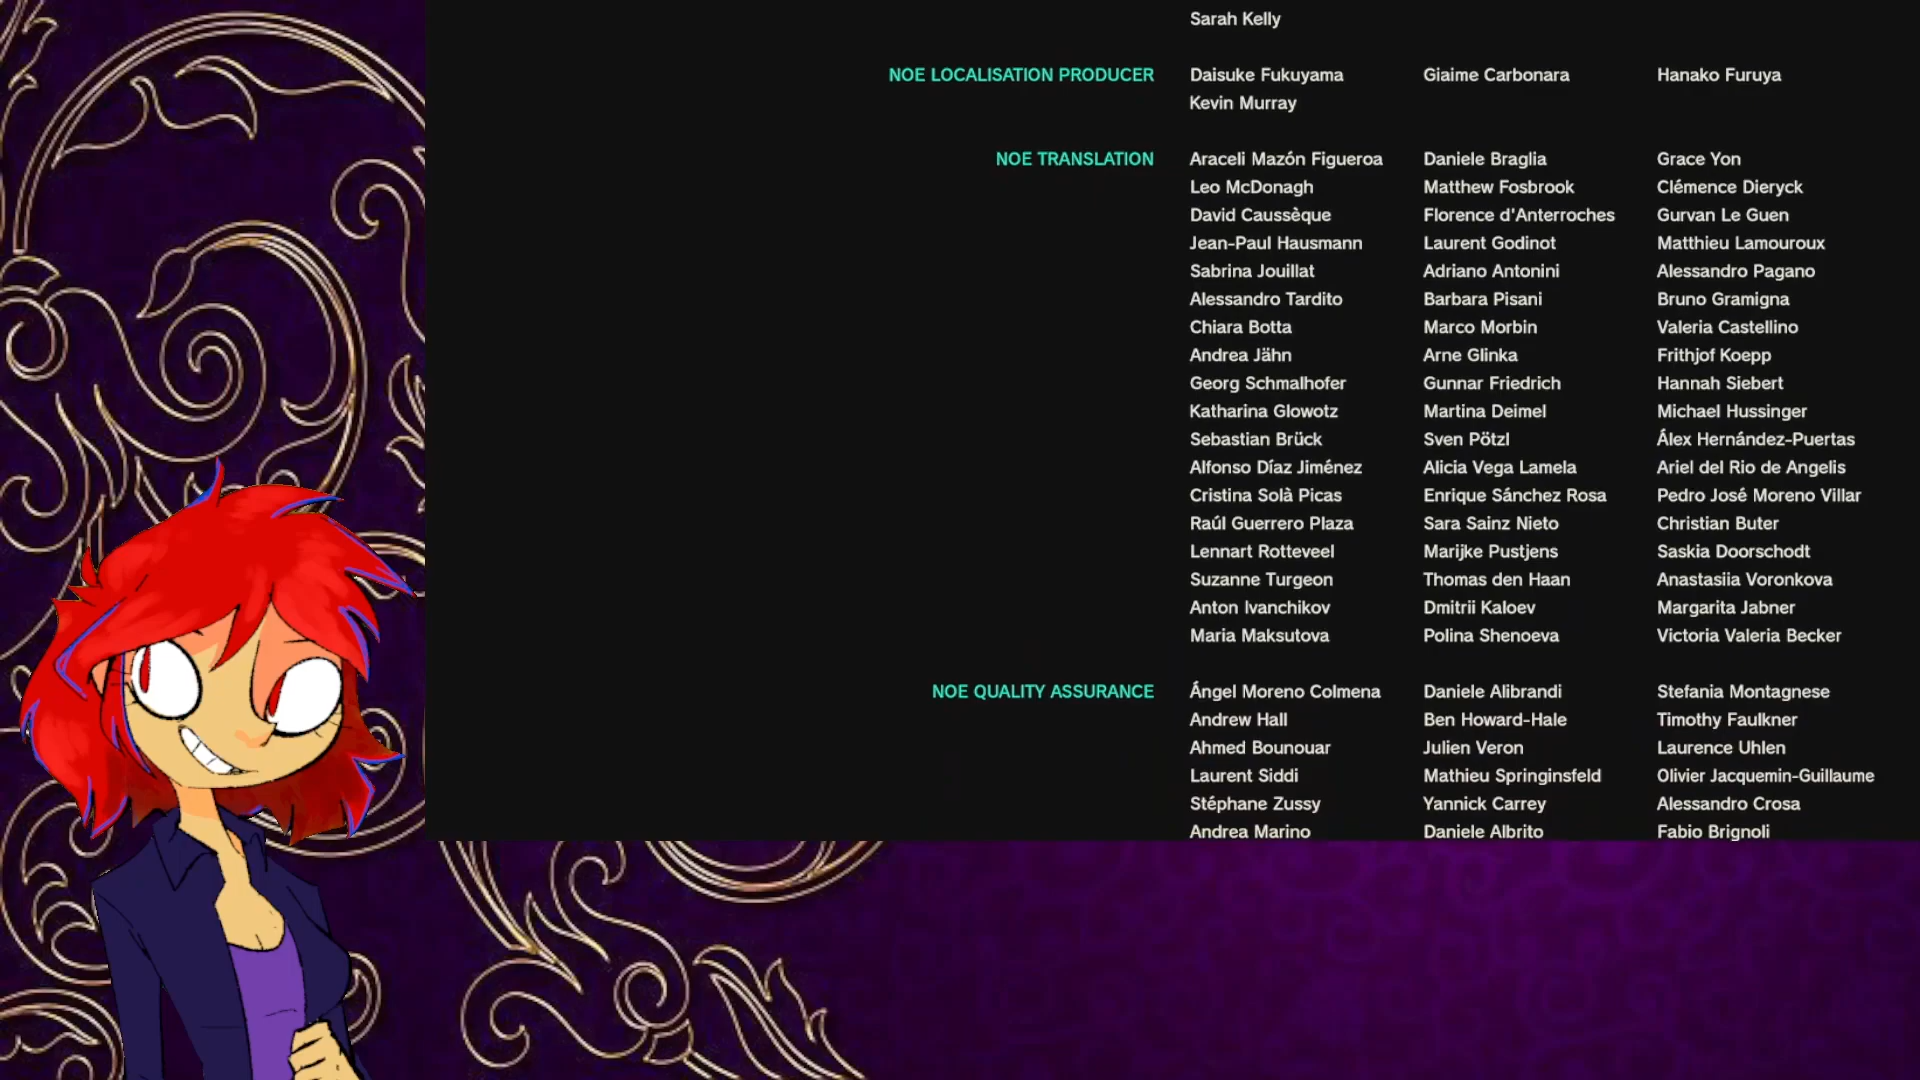 Sarah Kelly
NOE LOCALISATION PRODUCER Daisuke Fukuyama Giaime Carbonara Hanako Furuya
Kevin Murray
NOE TRANSLATION Araceli Mazón Figueroa Daniele Braglia Grace Yon
Leo McDonagh Matthew Fosbrook Clémence Dieryck
David Caussèque Florence d'Anterroches Gurvan Le Guen
Jean-Paul Hausmann Laurent Godinot Matthieu Lamouroux
Sabrina Jouillat Adriano Antonini Alessandro Pagano
Alessandro Tardito Barbara Pisani Bruno Gramigna
Chiara Botta Marco Morbin Valeria Castellino
Andrea Jähn Arne Glinka Frithjof Koepp
Georg Schmalhofer Gunnar Friedrich Hannah Siebert
Katharina Glowotz Martina Deimel Michael Hussinger
Sebastian Brück Sven Pötzl Álex Hernández-Puertas
Alfonso Díaz Jiménez Alicia Vega Lamela Ariel del Rio de Angelis
Cristina Solà Picas Enrique Sánchez Rosa Pedro José Moreno Villar
Raúl Guerrero Plaza Sara Sainz Nieto Christian Buter
Lennart Rotteveel Marijke Pustjens Saskia Doorschodt
Suzanne Turgeon Thomas den Haan Anastasiia Voronkova
Anton Ivanchikov Dmitrii Kaloev Margarita Jabner
Maria Maksutova Polina Shenoeva Victoria Valeria Becker
NOE QUALITY ASSURANCE Ángel Moreno Colmena Daniele Alibrandi Stefania Montagnese
Andrew Hall Ben Howard-Hale Timothy Faulkner
Ahmed Bounouar Julien Veron Laurence Uhlen
Laurent Siddi Mathieu Springinsfeld Olivier Jacquemin-Guillaume
Stéphane Zussy Yannick Carrey Alessandro Crosa
Andrea Marino Daniele Albrito Fabio Brignoli